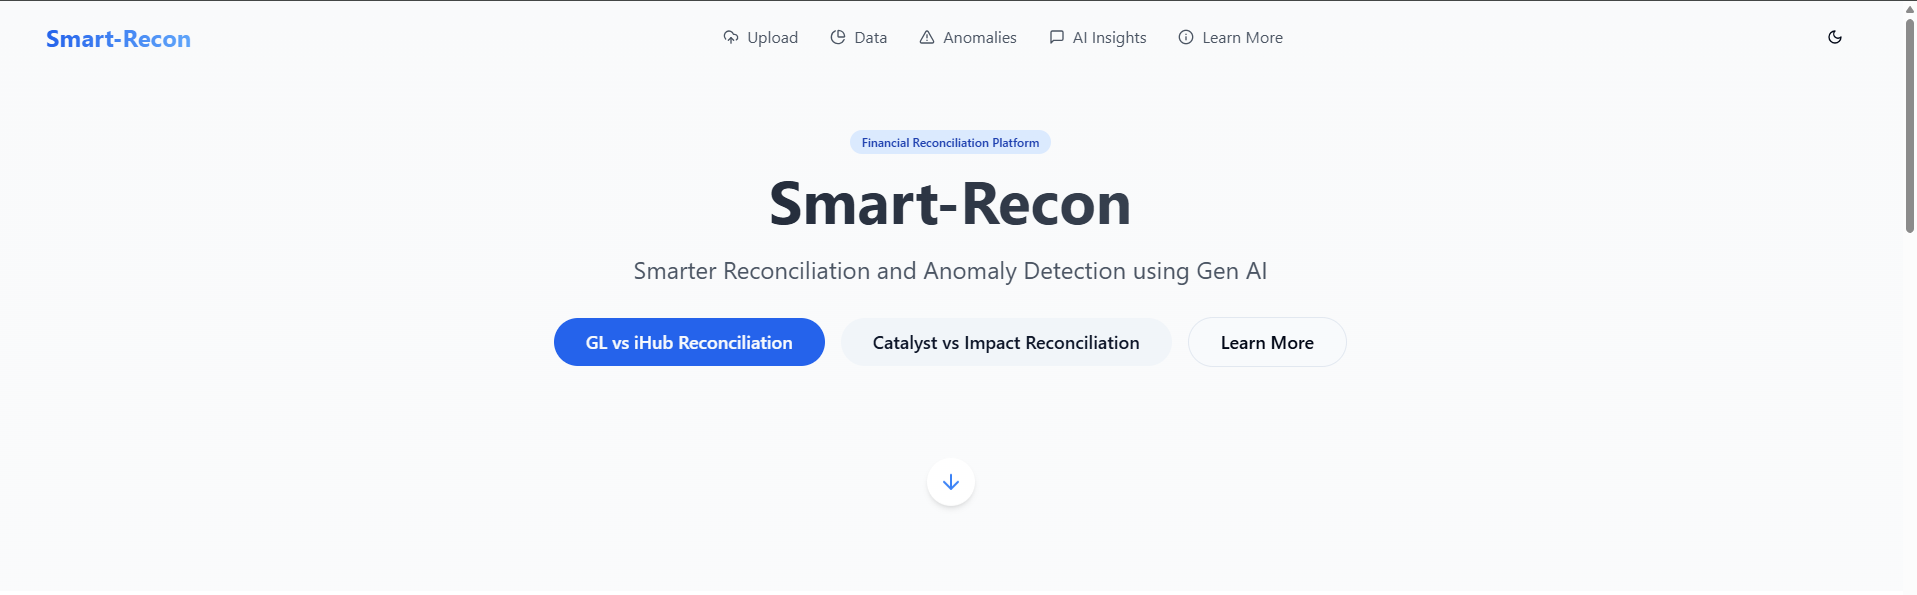 Smart-Recon
Upload
Data
Anomalies
AI Insights
Learn More
Financial Reconciliation Platform
Smart-Recon
Smarter Reconciliation and Anomaly Detection using Gen AI
GL vs iHub Reconciliation
Catalyst vs Impact Reconciliation
Learn More